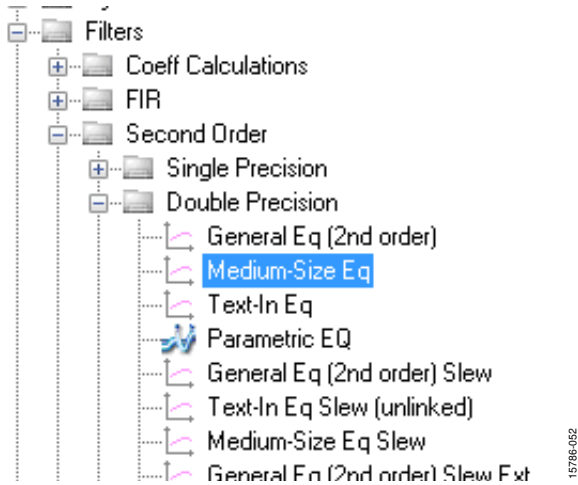 Filters
Coeff Calculations
FIR
Second Order
Single Precision
Double Precision
General Eq (2nd order)
Medium-Size Eq
Text-In Eq
Parametric EQ
General Eq (2nd order) Slew
Text-In Eq Slew (unlinked)
Medium-Size Eq Slew
General Eq (2nd order) Slew Ext
15786-052